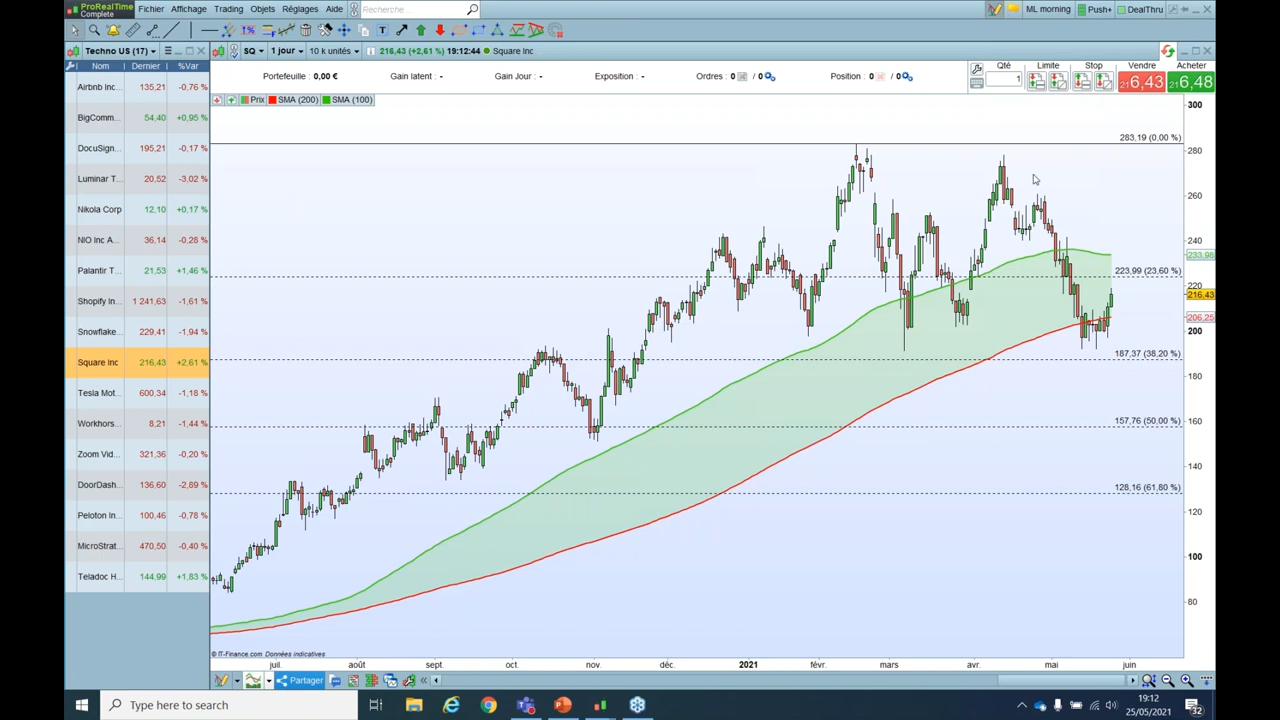 ProRealTime
Complete
Fichier Affichage Trading Objets Réglages Aide Recherche... ML morning Push+ DealThru
Techno US (17) SQ 1 jour 10 k unités 216,43 (+2,61 %) 19:12:44 Square Inc
Nom Dernier %Var
Portefeuille: 0,00 € Gain latent: - Gain Jour: - Exposition: - Ordres : 0 / 0 Position : 0 / 0
Qté Limite Stop Vendre Acheter
1 216,43 216,48
Prix SMA (200) SMA (100)
Airbnb Inc... 135,21 -0,76 %
BigComm... 54,40 +0,95 %
DocuSign... 195,21 -0,17 %
Luminar T... 20,52 -3,02 %
Nikola Corp 12,10 +0,17 %
NIO Inc A... 36,14 -0,28 %
Palantir T... 21,53 +1,46 %
Shopify In... 1 241,63 -1,61 %
Snowflake... 229,41 -1,94 %
Square Inc 216,43 +2,61 %
Tesla Mot... 600,34 -1,18 %
Workhors... 8,21 -1,44 %
Zoom Vid... 321,36 -0,20 %
DoorDash... 136,60 -2,89 %
Peloton In... 100,46 -0,78 %
MicroStrat... 470,50 -0,40 %
Teladoc H... 144,99 +1,83 %
283,19 (0,00 %)
223,99 (23,60 %)
187,37 (38,20 %)
157,76 (50,00 %)
128,16 (61,80 %)
300
280
260
240
233,98
220
216,43
206,25
200
180
160
140
120
100
80
© IT-Finance.com Données indicatives
juil. août sept. oct. nov. déc. 2021 févr. mars avr. mai juin
Partager
Type here to search
19:12
25/05/2021
32